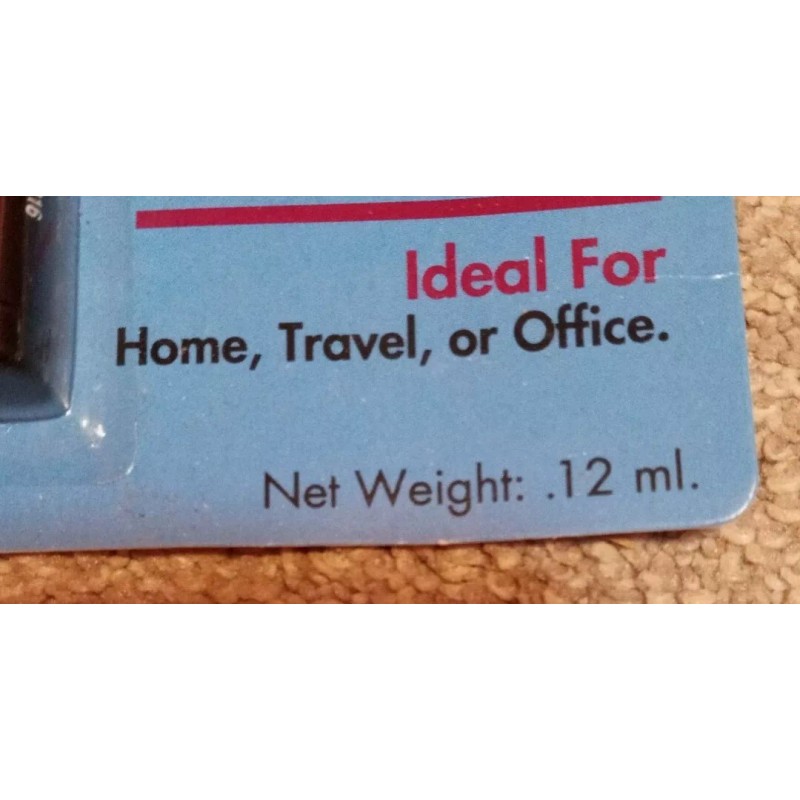 Ideal For
Home, Travel, or Office.
Net Weight: .12 ml.